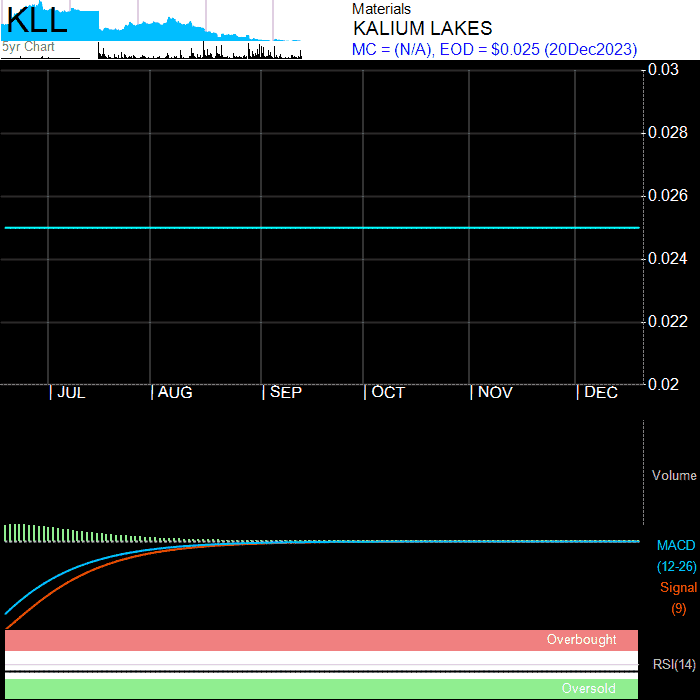 KLL
5yr Chart
Materials
KALIUM LAKES
MC = (N/A), EOD = $0.025 (20Dec2023)
0.03
0.028
0.026
0.024
0.022
0.02
| JUL | AUG | SEP | OCT | NOV | DEC
Volume
MACD
(12-26)
Signal
(9)
Overbought
RSI(14)
Oversold